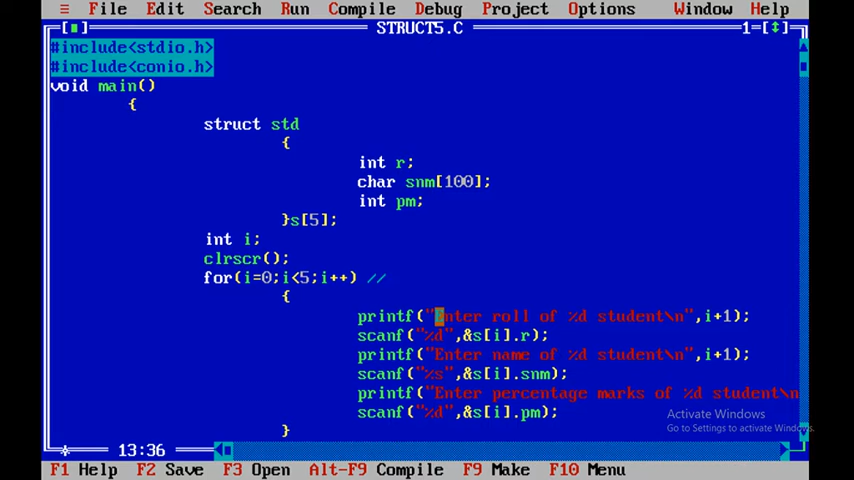 ≡ File Edit Search Run Compile Debug Project Options Window Help
[■] STRUCT5.C 1=[↕]
#include<stdio.h>
#include<conio.h>
void main()
{
struct std
{
int r;
char snm[100];
int pm;
}s[5];
int i;
clrscr();
for(i=0;i<5;i++) //
{
printf("Enter roll of %d student\n",i+1);
scanf("%d",&s[i].r);
printf("Enter name of %d student\n",i+1);
scanf("%s",&s[i].snm);
printf("Enter percentage marks of %d student\n
scanf("%d",&s[i].pm);
}
Activate Windows
Go to Settings to activate Windows.
13:36
F1 Help F2 Save F3 Open Alt-F9 Compile F9 Make F10 Menu